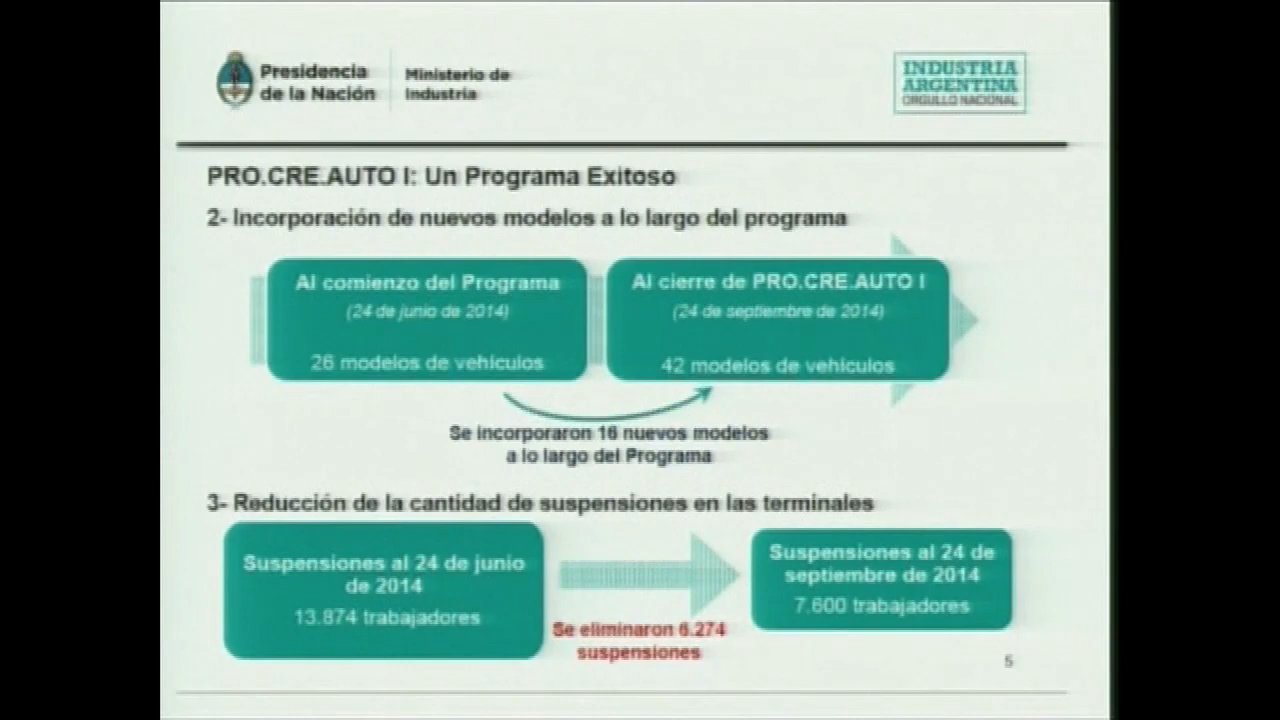 Presidencia
de la Nación
Ministerio de
Industria
INDUSTRIA
ARGENTINA
ORGULLO NACIONAL
PRO.CRE.AUTO I: Un Programa Exitoso
2- Incorporación de nuevos modelos a lo largo del programa
Al comienzo del Programa
(24 de junio de 2014)
26 modelos de vehículos
Al cierre de PRO.CRE.AUTO I
(24 de septiembre de 2014)
42 modelos de vehículos
Se incorporaron 16 nuevos modelos
a lo largo del Programa
3- Reducción de la cantidad de suspensiones en las terminales
Suspensiones al 24 de junio
de 2014
13.874 trabajadores
Se eliminaron 6.274
suspensiones
Suspensiones al 24 de
septiembre de 2014
7.600 trabajadores
5